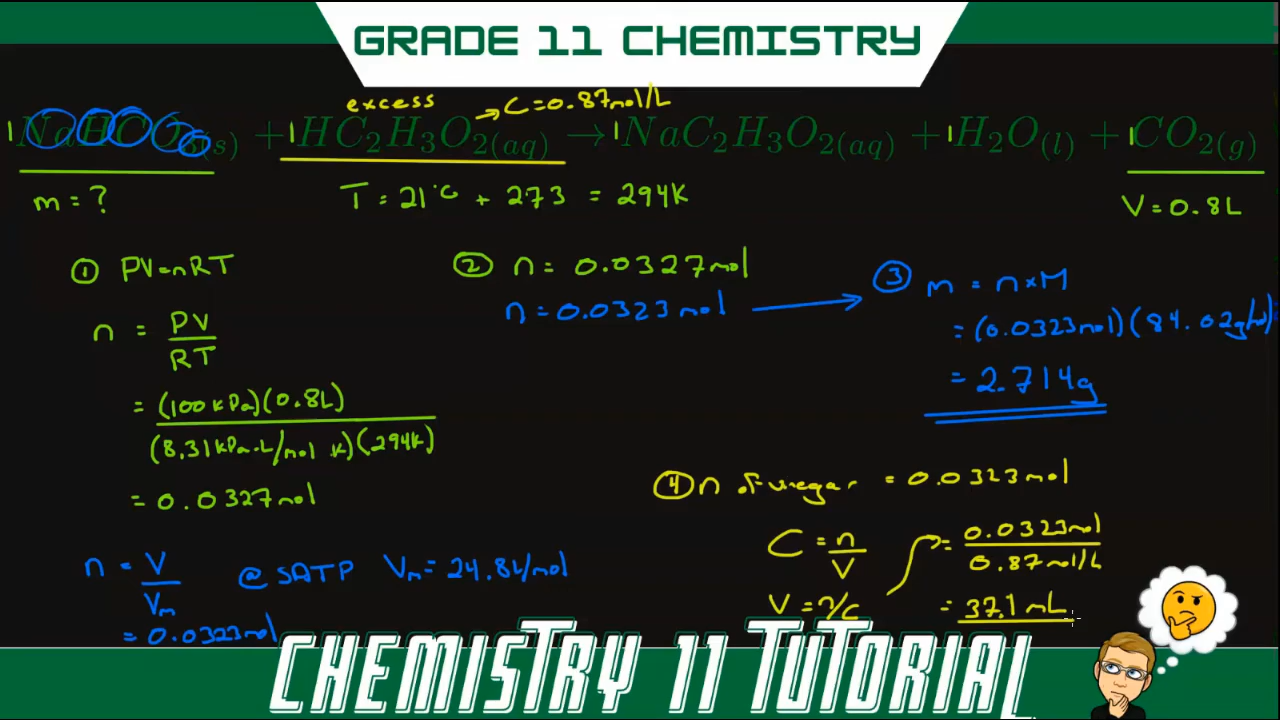 GRADE 11 CHEMISTRY
excess → C = 0.87mol/L
1NaHCO3(s) + 1HC2H3O2(aq) → 1NaC2H3O2(aq) + 1H2O(l) + 1CO2(g)
m = ?
T = 21°C + 273 = 294K
V = 0.8L
① PV=nRT
n = PV/RT
= (100kPa)(0.8L)
(8.31kPa·L/mol·K)(294K)
= 0.0327mol
n = V/Vm @ SATP Vm = 24.8L/mol
= 0.0323mol
② n = 0.0327mol
n = 0.0323mol →
③ m = n×M
= (0.0323mol)(84.02g/mol)
= 2.714g
④ n of vinegar = 0.0323mol
C = n/V
V = n/C
= 0.0323mol
0.87mol/L
= 37.1mL
CHEMISTRY 11 TUTORIAL